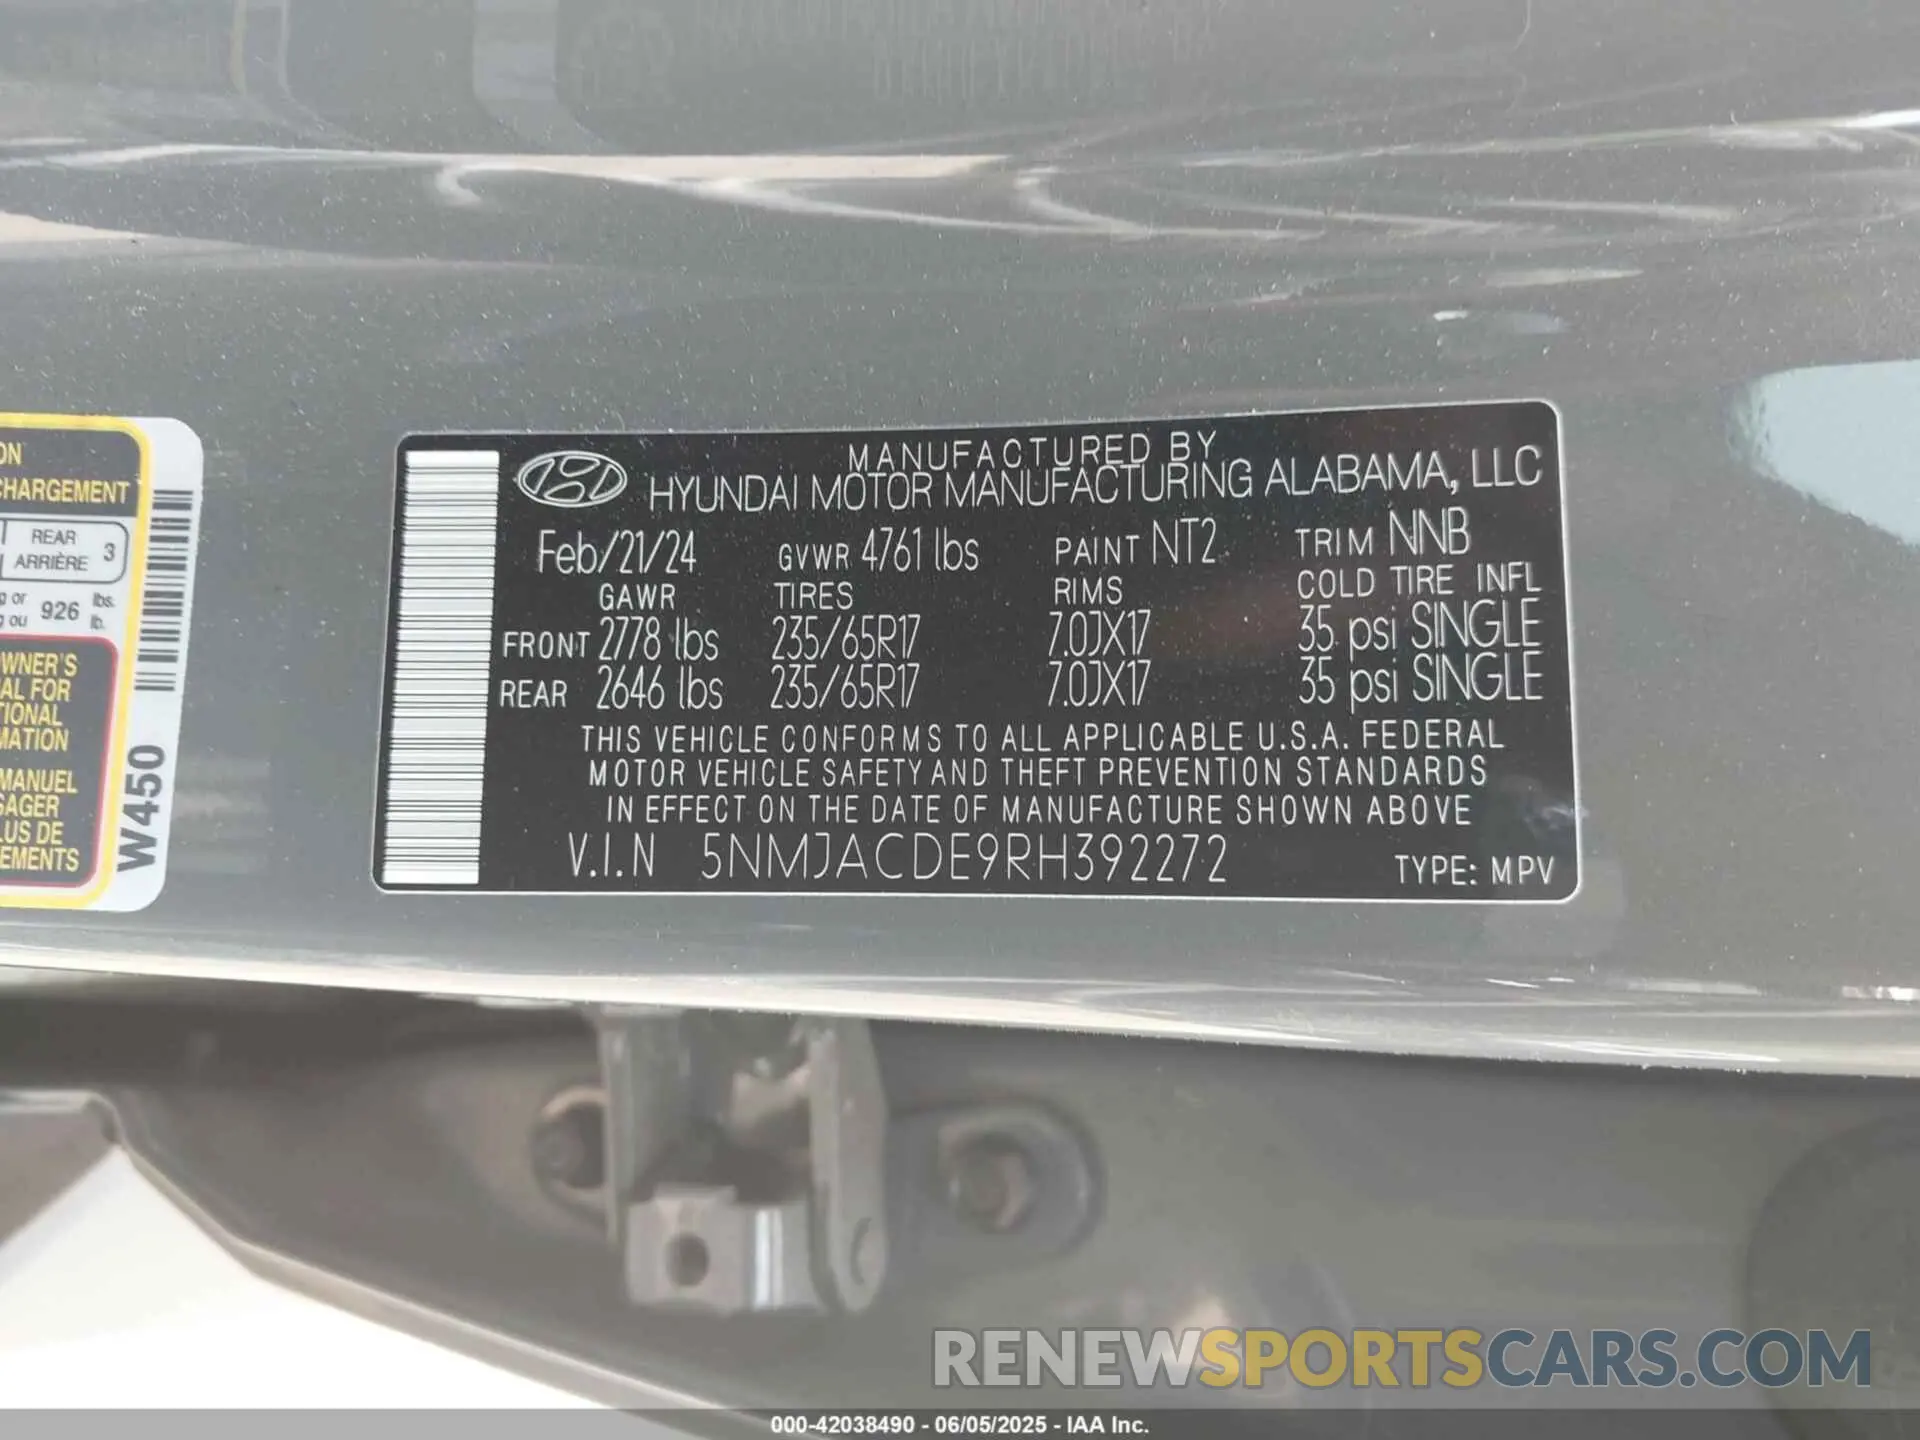 ON
CHARGEMENT
REAR
ARRIÈRE 3
g or
g ou 926 lbs.
lb.
OWNER'S
AL FOR
TIONAL
MATION
MANUEL
SAGER
LUS DE
EMENTS
W450
MANUFACTURED BY
HYUNDAI MOTOR MANUFACTURING ALABAMA, LLC
Feb/21/24 GVWR 4761 lbs PAINT NT2 TRIM NNB
GAWR TIRES RIMS COLD TIRE INFL
FRONT 2778 lbs 235/65R17 7.0JX17 35 psi SINGLE
REAR 2646 lbs 235/65R17 7.0JX17 35 psi SINGLE
THIS VEHICLE CONFORMS TO ALL APPLICABLE U.S.A. FEDERAL
MOTOR VEHICLE SAFETY AND THEFT PREVENTION STANDARDS
IN EFFECT ON THE DATE OF MANUFACTURE SHOWN ABOVE
V.I.N 5NMJACDE9RH392272 TYPE: MPV
RENEWSPORTSCARS.COM
000-42038490 - 06/05/2025 - IAA Inc.